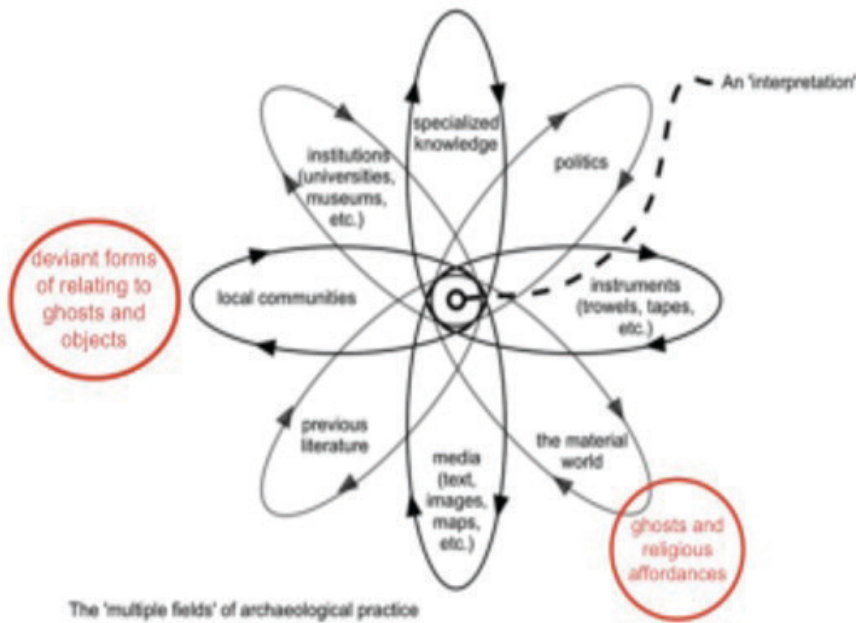 An 'interpretation'
specialized
knowledge
politics
institutions
(universities,
museums,
etc.)
deviant forms
of relating to
ghosts and
objects
local communities
instruments
(trowels, tapes,
etc.)
previous
literature
media
(text,
images,
maps,
etc.)
the material
world
ghosts and
religious
affordances
The 'multiple fields' of archaeological practice